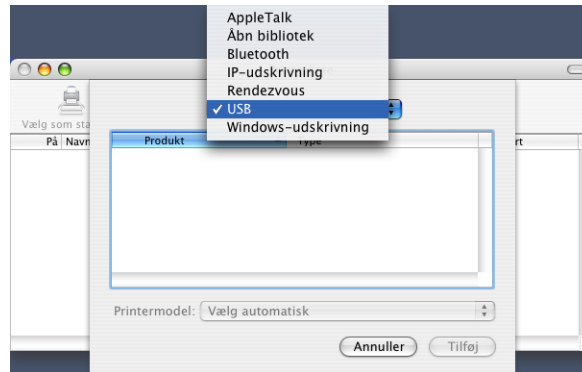 AppleTalk
Åbn bibliotek
Bluetooth
IP-udskrivning
Rendezvous
✓ USB
Windows-udskrivning
Vælg som sta
På Navn
Produkt Type
Printermodel: Vælg automatisk
Annuller Tilføj